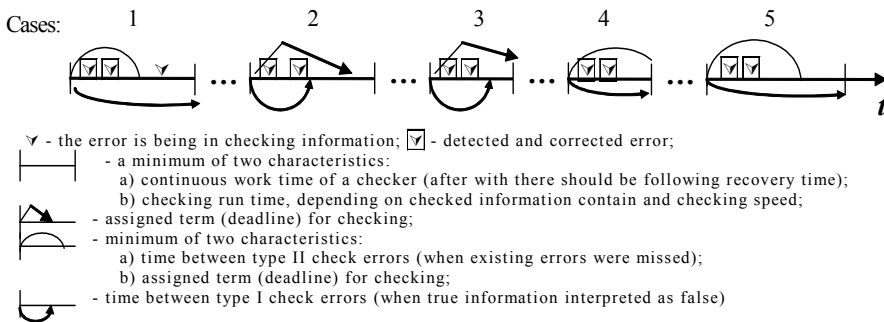 Cases: 1 2 3 4 5
... ... ... ...
t
- the error is being in checking information; - detected and corrected error;
- a minimum of two characteristics:
a) continuous work time of a checker (after with there should be following recovery time);
b) checking run time, depending on checked information contain and checking speed;
- assigned term (deadline) for checking;
- minimum of two characteristics:
a) time between type II check errors (when existing errors were missed);
b) assigned term (deadline) for checking;
- time between type I check errors (when true information interpreted as false)